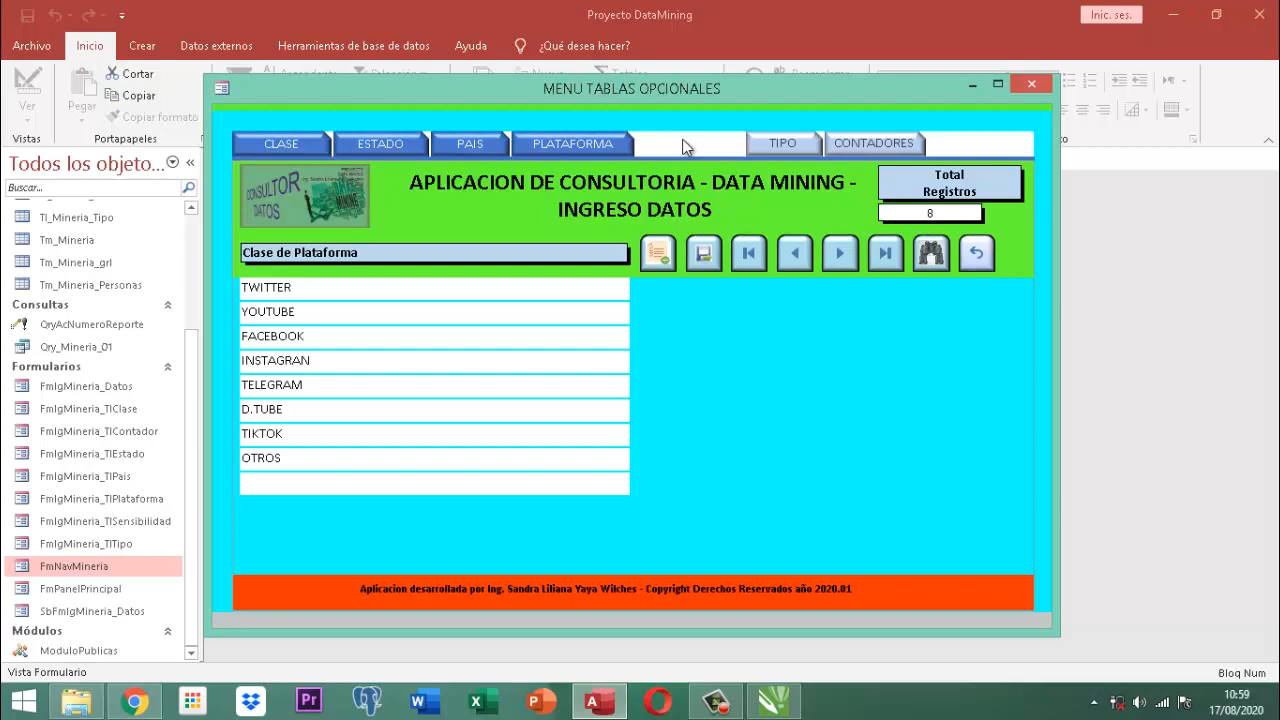 Proyecto DataMining
Inic. ses.
Archivo
Inicio
Crear
Datos externos
Herramientas de base de datos
Ayuda
¿Qué desea hacer?
Ver
Pegar
Cortar
Copiar
Copiar formato
Vistas
Portapapeles
MENU TABLAS OPCIONALES
Todos los objeto...
Buscar...
Tl_Mineria_Tipo
Tm_Mineria
Tm_Mineria_grl
Tm_Mineria_Personas
Consultas
QryAcNumeroReporte
Qry_Mineria_01
Formularios
FmIgMineria_Datos
FmIgMineria_TlClase
FmIgMineria_TlContador
FmIgMineria_TlEstado
FmIgMineria_TlPais
FmIgMineria_TlPlataforma
FmIgMineria_TlSensibilidad
FmIgMineria_TlTipo
FmNavMineria
FmPanelPrincipal
SbFmIgMineria_Datos
Módulos
ModuloPublicas
CLASE
ESTADO
PAIS
PLATAFORMA
TIPO
CONTADORES
CONSULTOR
DATOS
MINING
APLICACION DE CONSULTORIA - DATA MINING -
INGRESO DATOS
Total
Registros
8
Clase de Plataforma
TWITTER
YOUTUBE
FACEBOOK
INSTAGRAN
TELEGRAM
D.TUBE
TIKTOK
OTROS
Aplicacion desarrollada por Ing. Sandra Liliana Yaya Wilches - Copyright Derechos Reservados año 2020.01
Vista Formulario
Bloq Num
10:59
17/08/2020